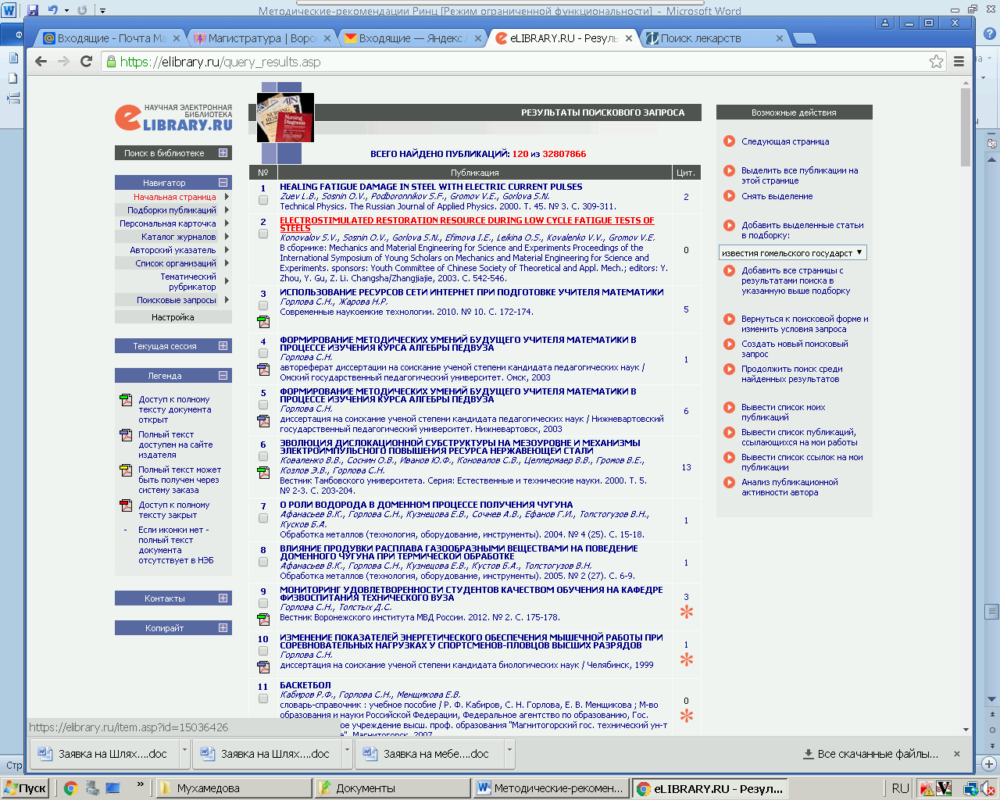 Методические-рекомендации Ринц [Режим ограниченной функциональности] - Microsoft Word
Входящие - Почта Ма
Магистратура | Воро
Входящие — Яндекс.
eLIBRARY.RU - Резуль
Поиск лекарств
https://elibrary.ru/query_results.asp
НАУЧНАЯ ЭЛЕКТРОННАЯ
БИБЛИОТЕКА
eLIBRARY.RU
Поиск в библиотеке
Навигатор
Начальная страница
Подборки публикаций
Персональная карточка
Каталог журналов
Авторский указатель
Список организаций
Тематический
рубрикатор
Поисковые запросы
Настройка
Текущая сессия
Легенда
Доступ к полному
тексту документа
открыт
Полный текст
доступен на сайте
издателя
Полный текст может
быть получен через
систему заказа
Доступ к полному
тексту закрыт
- Если иконки нет -
полный текст
документа
отсутствует в НЭБ
Контакты
Копирайт
РЕЗУЛЬТАТЫ ПОИСКОВОГО ЗАПРОСА
ВСЕГО НАЙДЕНО ПУБЛИКАЦИЙ: 120 из 32807866
№ Публикация Цит.
1 HEALING FATIGUE DAMAGE IN STEEL WITH ELECTRIC CURRENT PULSES
Zuev L.B., Sosnin O.V., Podboronnikov S.F., Gromov V.E., Gorlova S.N.
Technical Physics. The Russian Journal of Applied Physics. 2000. Т. 45. № 3. С. 309-311.
2
2 ELECTROSTIMULATED RESTORATION RESOURCE DURING LOW CYCLE FATIGUE TESTS OF
STEELS
Konovalov S.V., Sosnin O.V., Gorlova S.N., Efimova I.E., Leikina O.S., Kovalenko V.V., Gromov V.E.
В сборнике: Mechanics and Material Engineering for Science and Experiments Proceedings of the
International Symposium of Young Scholars on Mechanics and Material Engineering for Science and
Experiments. sponsors: Youth Committee of Chinese Society of Theoretical and Appl. Mech.; editors: Y.
Zhou, Y. Gu, Z. Li. Changsha/Zhangjiajie, 2003. С. 542-546.
0
3 ИСПОЛЬЗОВАНИЕ РЕСУРСОВ СЕТИ ИНТЕРНЕТ ПРИ ПОДГОТОВКЕ УЧИТЕЛЯ МАТЕМАТИКИ
Горлова С.Н., Жарова Н.Р.
Современные наукоемкие технологии. 2010. № 10. С. 172-174.
5
4 ФОРМИРОВАНИЕ МЕТОДИЧЕСКИХ УМЕНИЙ БУДУЩЕГО УЧИТЕЛЯ МАТЕМАТИКИ В
ПРОЦЕССЕ ИЗУЧЕНИЯ КУРСА АЛГЕБРЫ ПЕДВУЗА
Горлова С.Н.
автореферат диссертации на соискание ученой степени кандидата педагогических наук /
Омский государственный педагогический университет. Омск, 2003
1
5 ФОРМИРОВАНИЕ МЕТОДИЧЕСКИХ УМЕНИЙ БУДУЩЕГО УЧИТЕЛЯ МАТЕМАТИКИ В
ПРОЦЕССЕ ИЗУЧЕНИЯ КУРСА АЛГЕБРЫ ПЕДВУЗА
Горлова С.Н.
диссертация на соискание ученой степени кандидата педагогических наук / Нижневартовский
государственный педагогический университет. Нижневартовск, 2003
6
6 ЭВОЛЮЦИЯ ДИСЛОКАЦИОННОЙ СУБСТРУКТУРЫ НА МЕЗОУРОВНЕ И МЕХАНИЗМЫ
ЭЛЕКТРОИМПУЛЬСНОГО ПОВЫШЕНИЯ РЕСУРСА НЕРЖАВЕЮЩЕЙ СТАЛИ
Коваленко В.В., Соснин О.В., Иванов Ю.Ф., Коновалов С.В., Целлермаер В.В., Громов В.Е.,
Козлов Э.В., Горлова С.Н.
Вестник Тамбовского университета. Серия: Естественные и технические науки. 2000. Т. 5.
№ 2-3. С. 203-204.
13
7 О РОЛИ ВОДОРОДА В ДОМЕННОМ ПРОЦЕССЕ ПОЛУЧЕНИЯ ЧУГУНА
Афанасьев В.К., Горлова С.Н., Кузнецова Е.В., Сочнев А.В., Ефанов Г.И., Толстогузов В.Н.,
Кусков Б.А.
Обработка металлов (технология, оборудование, инструменты). 2004. № 4 (25). С. 15-18.
1
8 ВЛИЯНИЕ ПРОДУВКИ РАСПЛАВА ГАЗООБРАЗНЫМИ ВЕЩЕСТВАМИ НА ПОВЕДЕНИЕ
ДОМЕННОГО ЧУГУНА ПРИ ТЕРМИЧЕСКОЙ ОБРАБОТКЕ
Афанасьев В.К., Горлова С.Н., Кузнецова Е.В., Кустов Б.А., Толстогузов В.Н.
Обработка металлов (технология, оборудование, инструменты). 2005. № 2 (27). С. 6-9.
1
9 МОНИТОРИНГ УДОВЛЕТВОРЕННОСТИ СТУДЕНТОВ КАЧЕСТВОМ ОБУЧЕНИЯ НА КАФЕДРЕ
ФИЗВОСПИТАНИЯ ТЕХНИЧЕСКОГО ВУЗА
Горлова С.Н., Толстых Д.С.
Вестник Воронежского института МВД России. 2012. № 2. С. 175-178.
3
10 ИЗМЕНЕНИЕ ПОКАЗАТЕЛЕЙ ЭНЕРГЕТИЧЕСКОГО ОБЕСПЕЧЕНИЯ МЫШЕЧНОЙ РАБОТЫ ПРИ
СОРЕВНОВАТЕЛЬНЫХ НАГРУЗКАХ У СПОРТСМЕНОВ-ПЛОВЦОВ ВЫСШИХ РАЗРЯДОВ
Горлова С.Н.
диссертация на соискание ученой степени кандидата биологических наук / Челябинск, 1999
1
11 БАСКЕТБОЛ
Кабиров Р.Ф., Горлова С.Н., Менщикова Е.В.
словарь-справочник : учебное пособие / Р. Ф. Кабиров, С. Н. Горлова, Е. В. Менщикова ; М-во
образования и науки Российской Федерации, Федеральное агентство по образованию, Гос.
ное учреждение высш. проф. образования "Магнитогорский гос. технический ун-т
Магнитогорск, 2007
0
Возможные действия
Следующая страница
Выделить все публикации на
этой странице
Снять выделение
Добавить выделенные статьи
в подборку:
известия гомельского государст
Добавить все страницы с
результатами поиска в
указанную выше подборку
Вернуться к поисковой форме и
изменить условия запроса
Создать новый поисковый
запрос
Продолжить поиск среди
найденных результатов
Вывести список моих
публикаций
Вывести список публикаций,
ссылающихся на мои работы
Вывести список ссылок на мои
публикации
Анализ публикационной
активности автора
https://elibrary.ru/item.asp?id=15036426
Заявка на Шлях....doc
Заявка на Шлях....doc
Заявка на мебе....doc
Все скачанные файлы...
Стр
Пуск
Мухамедова
Документы
Методические-рекомен...
eLIBRARY.RU - Резул...
RU